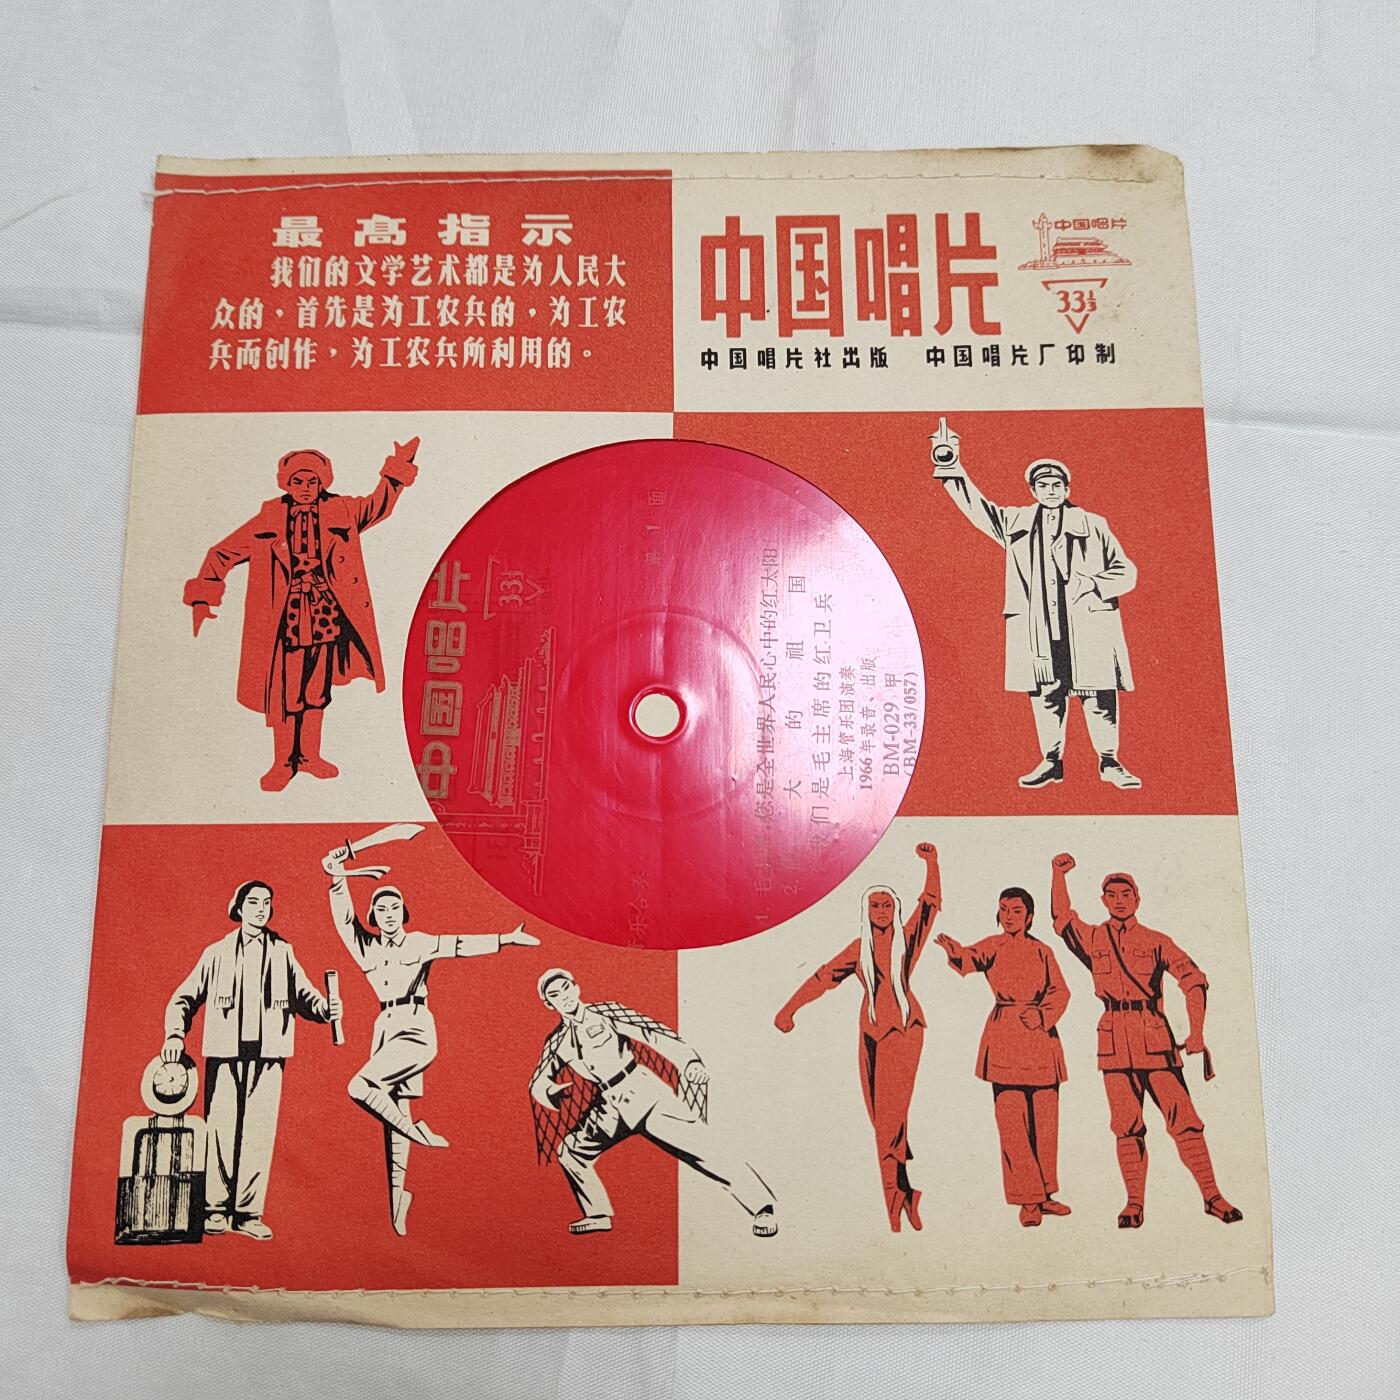 最高指示
我们的文学艺术都是为人民大
众的，首先是为工农兵的，为工农
兵而创作，为工农兵所利用的。
中国唱片
中国唱片
33⅓
中国唱片社出版 中国唱片厂印制
中国唱片
33⅓
第1面
您是全世界人民心中的红太阳
2.
大的祖国
我们是毛主席的红卫兵
上海管乐团演奏
1966年录音、出版
BM-029 甲
(BM-33/057)